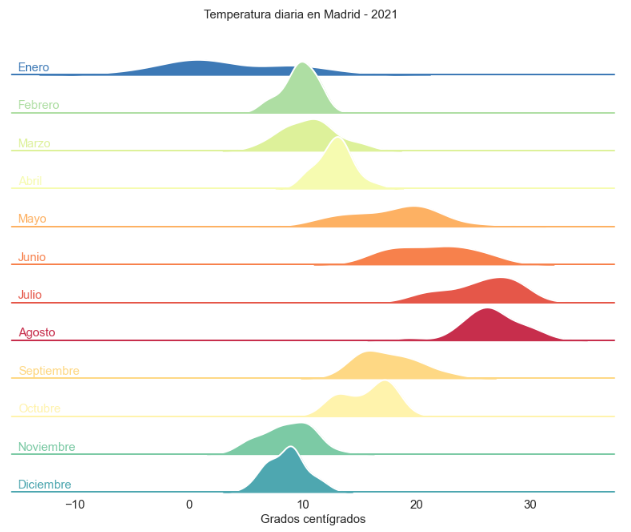 Temperatura diaria en Madrid - 2021
Enero
Febrero
Marzo
Abril
Mayo
Junio
Julio
Agosto
Septiembre
Octubre
Noviembre
Diciembre
−10 0 10 20 30
Grados centígrados